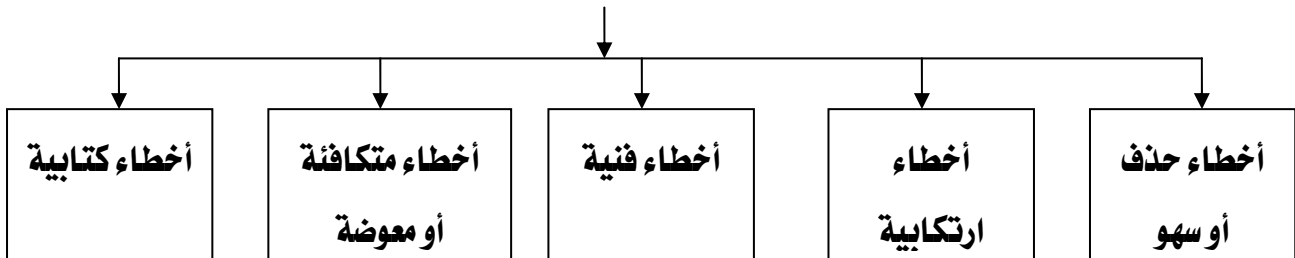 أخطاء حذف
أو سهو
أخطاء
ارتكابية
أخطاء فنية
أخطاء متكافئة
أو معوضة
أخطاء كتابية